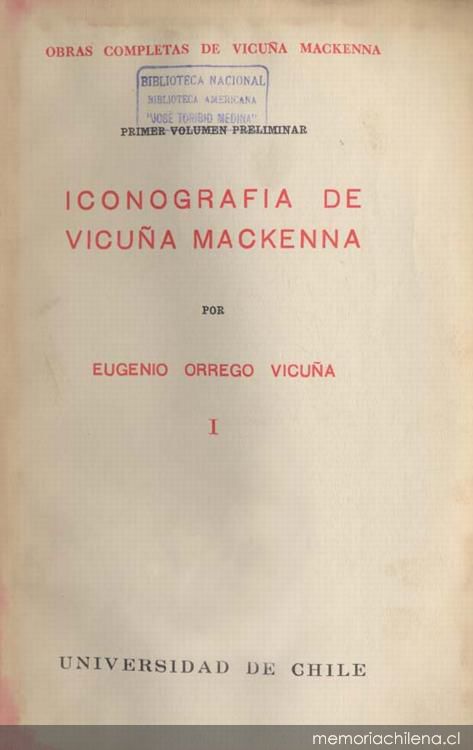 OBRAS COMPLETAS DE VICUÑA MACKENNA
BIBLIOTECA NACIONAL
BIBLIOTECA AMERICANA
"JOSÉ TORIBIO MEDINA"
PRIMER VOLUMEN PRELIMINAR
ICONOGRAFIA DE
VICUÑA MACKENNA
POR
EUGENIO ORREGO VICUÑA
I
UNIVERSIDAD DE CHILE
memoriachilena.cl